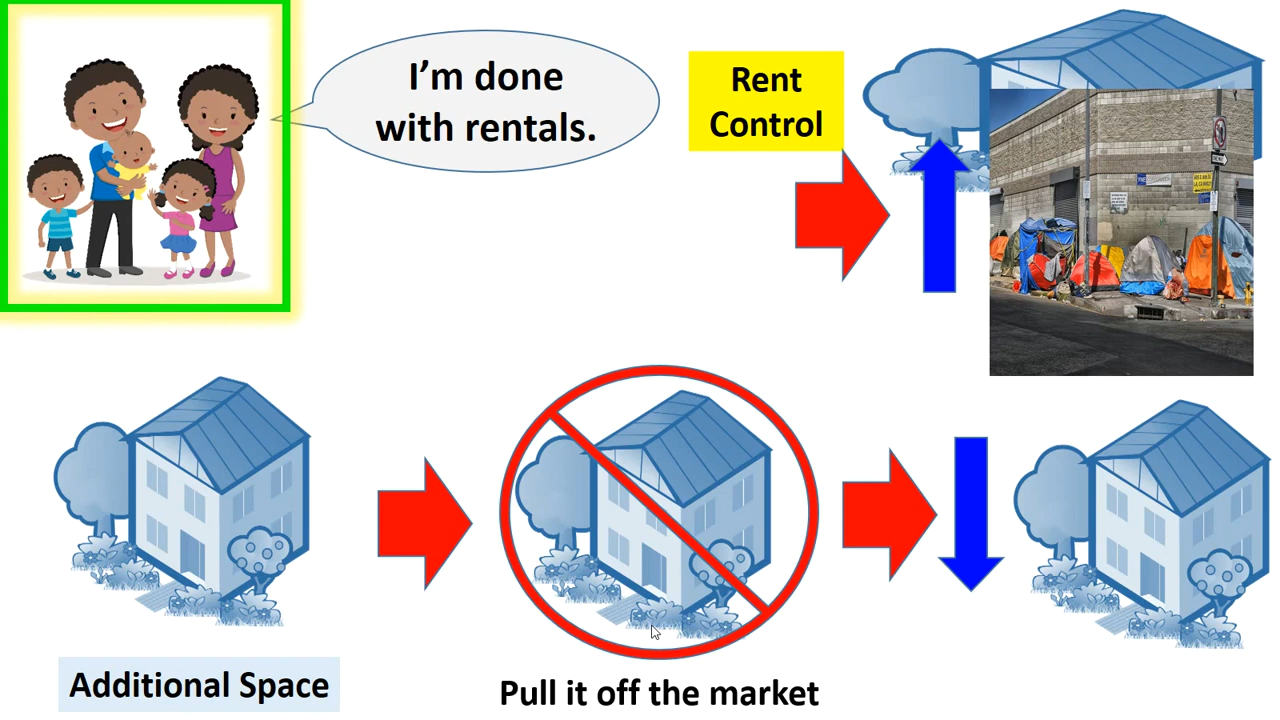 I'm done
with rentals.
Rent
Control
Additional Space
Pull it off the market